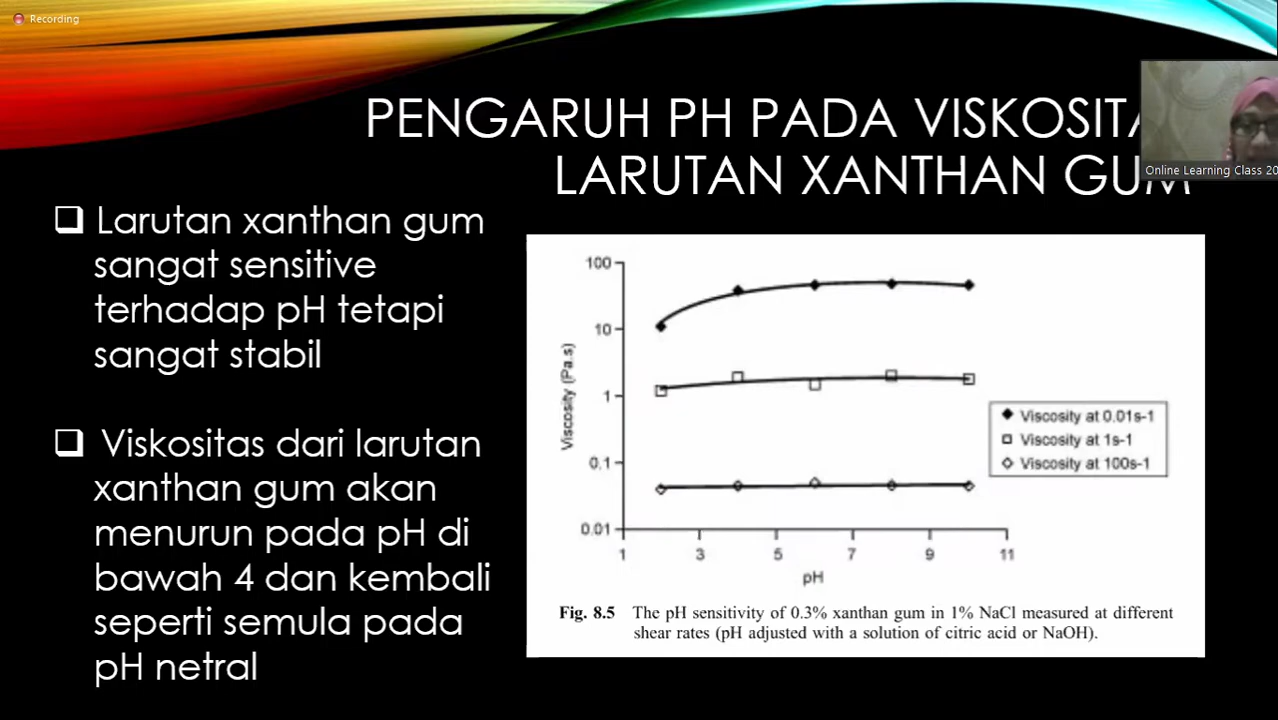 Recording
PENGARUH PH PADA VISKOSITA
LARUTAN XANTHAN GUM
Online Learning Class 20
❑ Larutan xanthan gum
sangat sensitive
terhadap pH tetapi
sangat stabil
❑ Viskositas dari larutan
xanthan gum akan
menurun pada pH di
bawah 4 dan kembali
seperti semula pada
pH netral
Viscosity (Pa.s)
100
10
1
0.1
0.01
1 3 5 7 9 11
pH
Viscosity at 0.01s-1
Viscosity at 1s-1
Viscosity at 100s-1
Fig. 8.5 The pH sensitivity of 0.3% xanthan gum in 1% NaCl measured at different
shear rates (pH adjusted with a solution of citric acid or NaOH).